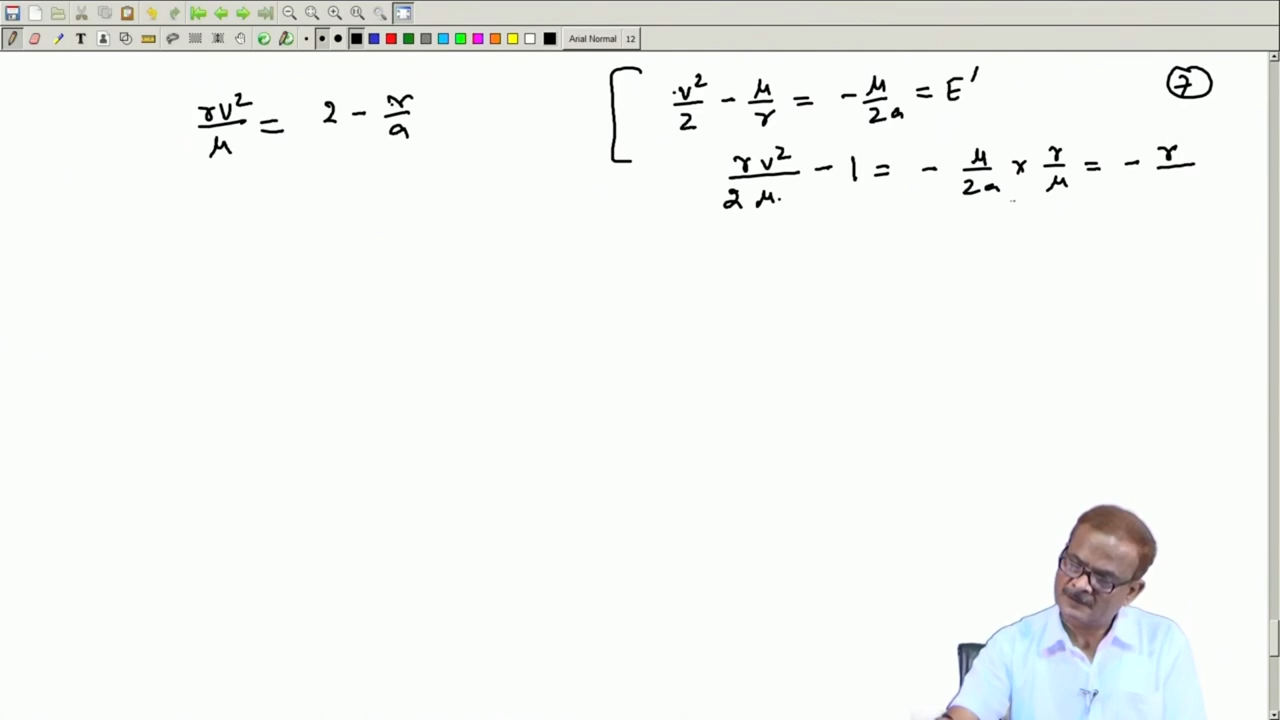 T Arial Normal 12
rv²/μ = 2 - r/a
v²/2 - μ/r = -μ/2a = E′
⑦
rv²/2μ - 1 = -μ/2a × r/μ = -r/